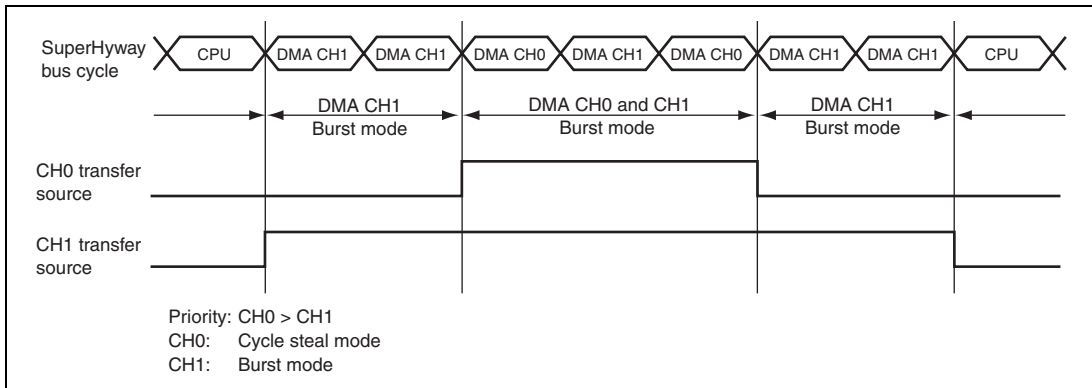 SuperHyway
bus cycle
CPU DMA CH1 DMA CH1 DMA CH0 DMA CH1 DMA CH0 DMA CH1 DMA CH1 CPU
DMA CH1
Burst mode
DMA CH0 and CH1
Burst mode
DMA CH1
Burst mode
CH0 transfer
source
CH1 transfer
source
Priority: CH0 > CH1
CH0: Cycle steal mode
CH1: Burst mode